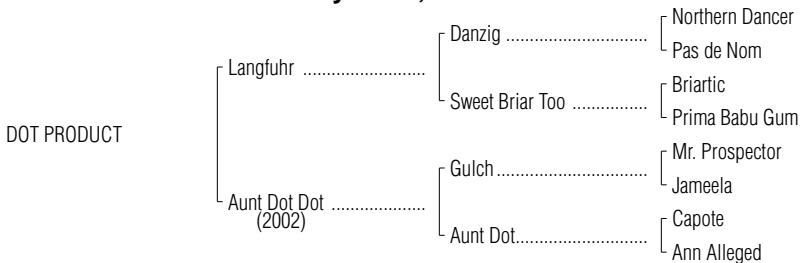 Northern Dancer
Danzig ..............................
Pas de Nom
Langfuhr ..........................
Briartic
Sweet Briar Too ................
Prima Babu Gum
DOT PRODUCT
Mr. Prospector
Gulch................................
Jameela
Aunt Dot Dot ....................
(2002)
Capote
Aunt Dot............................
Ann Alleged